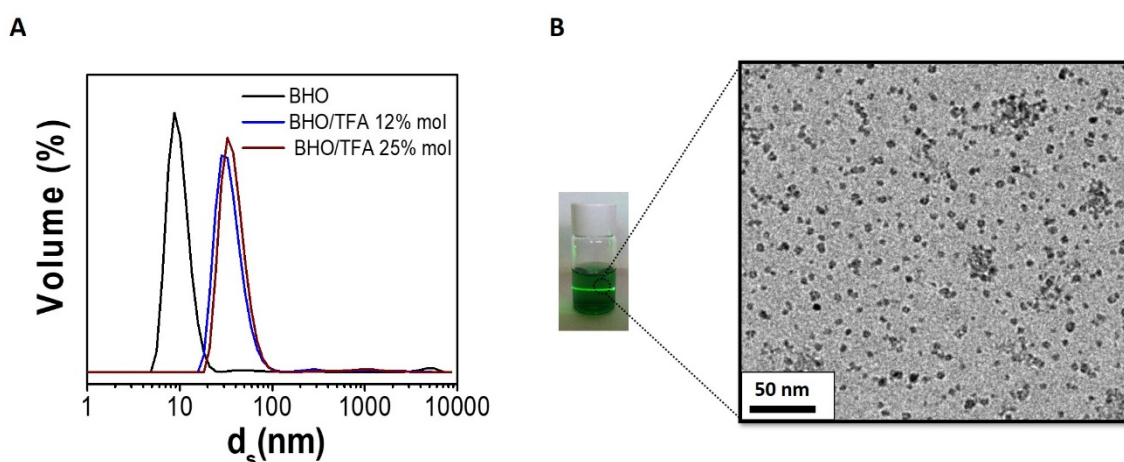 A
B
Volume (%)
BHO
BHO/TFA 12% mol
BHO/TFA 25% mol
1 10 100 1000 10000
dₛ(nm)
50 nm